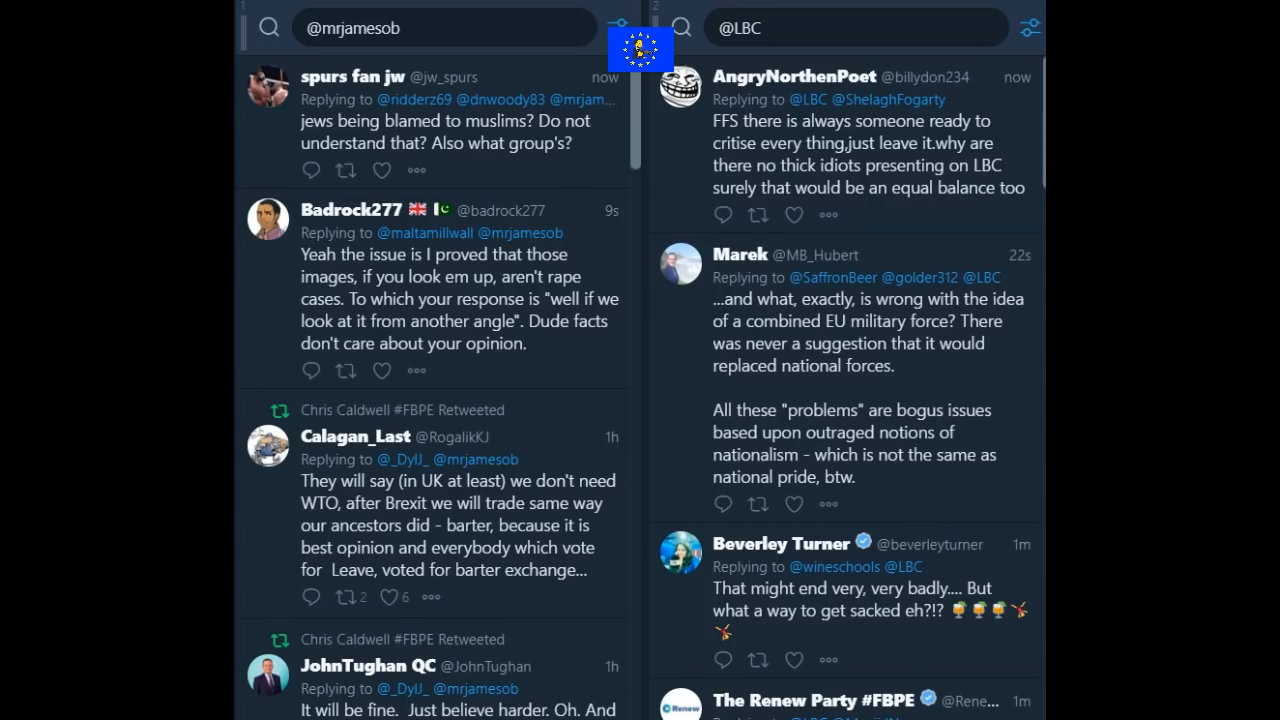 1
@mrjamesob
spurs fan jw @jw_spurs now
Replying to @ridderz69 @dnwoody83 @mrjam...
jews being blamed to muslims? Do not
understand that? Also what group's?
Badrock277 🇬🇧 🇵🇰 @badrock277 9s
Replying to @maltamillwall @mrjamesob
Yeah the issue is I proved that those
images, if you look em up, aren't rape
cases. To which your response is "well if we
look at it from another angle". Dude facts
don't care about your opinion.
Chris Caldwell #FBPE Retweeted
Calagan_Last @RogalikKJ 1h
Replying to @_DylJ_ @mrjamesob
They will say (in UK at least) we don't need
WTO, after Brexit we will trade same way
our ancestors did - barter, because it is
best opinion and everybody which vote
for Leave, voted for barter exchange...
2 6
Chris Caldwell #FBPE Retweeted
JohnTughan QC @JohnTughan 1h
Replying to @_DylJ_ @mrjamesob
It will be fine. Just believe harder. Oh. And
2
@LBC
AngryNorthenPoet @billydon234 now
Replying to @LBC @ShelaghFogarty
FFS there is always someone ready to
critise every thing,just leave it.why are
there no thick idiots presenting on LBC
surely that would be an equal balance too
Marek @MB_Hubert 22s
Replying to @SaffronBeer @golder312 @LBC
...and what, exactly, is wrong with the idea
of a combined EU military force? There
was never a suggestion that it would
replaced national forces.
All these "problems" are bogus issues
based upon outraged notions of
nationalism - which is not the same as
national pride, btw.
Beverley Turner @beverleyturner 1m
Replying to @wineschools @LBC
That might end very, very badly.... But
what a way to get sacked eh?!? 🍹🍹🍹💃
💃
The Renew Party #FBPE @Rene... 1m
Renew